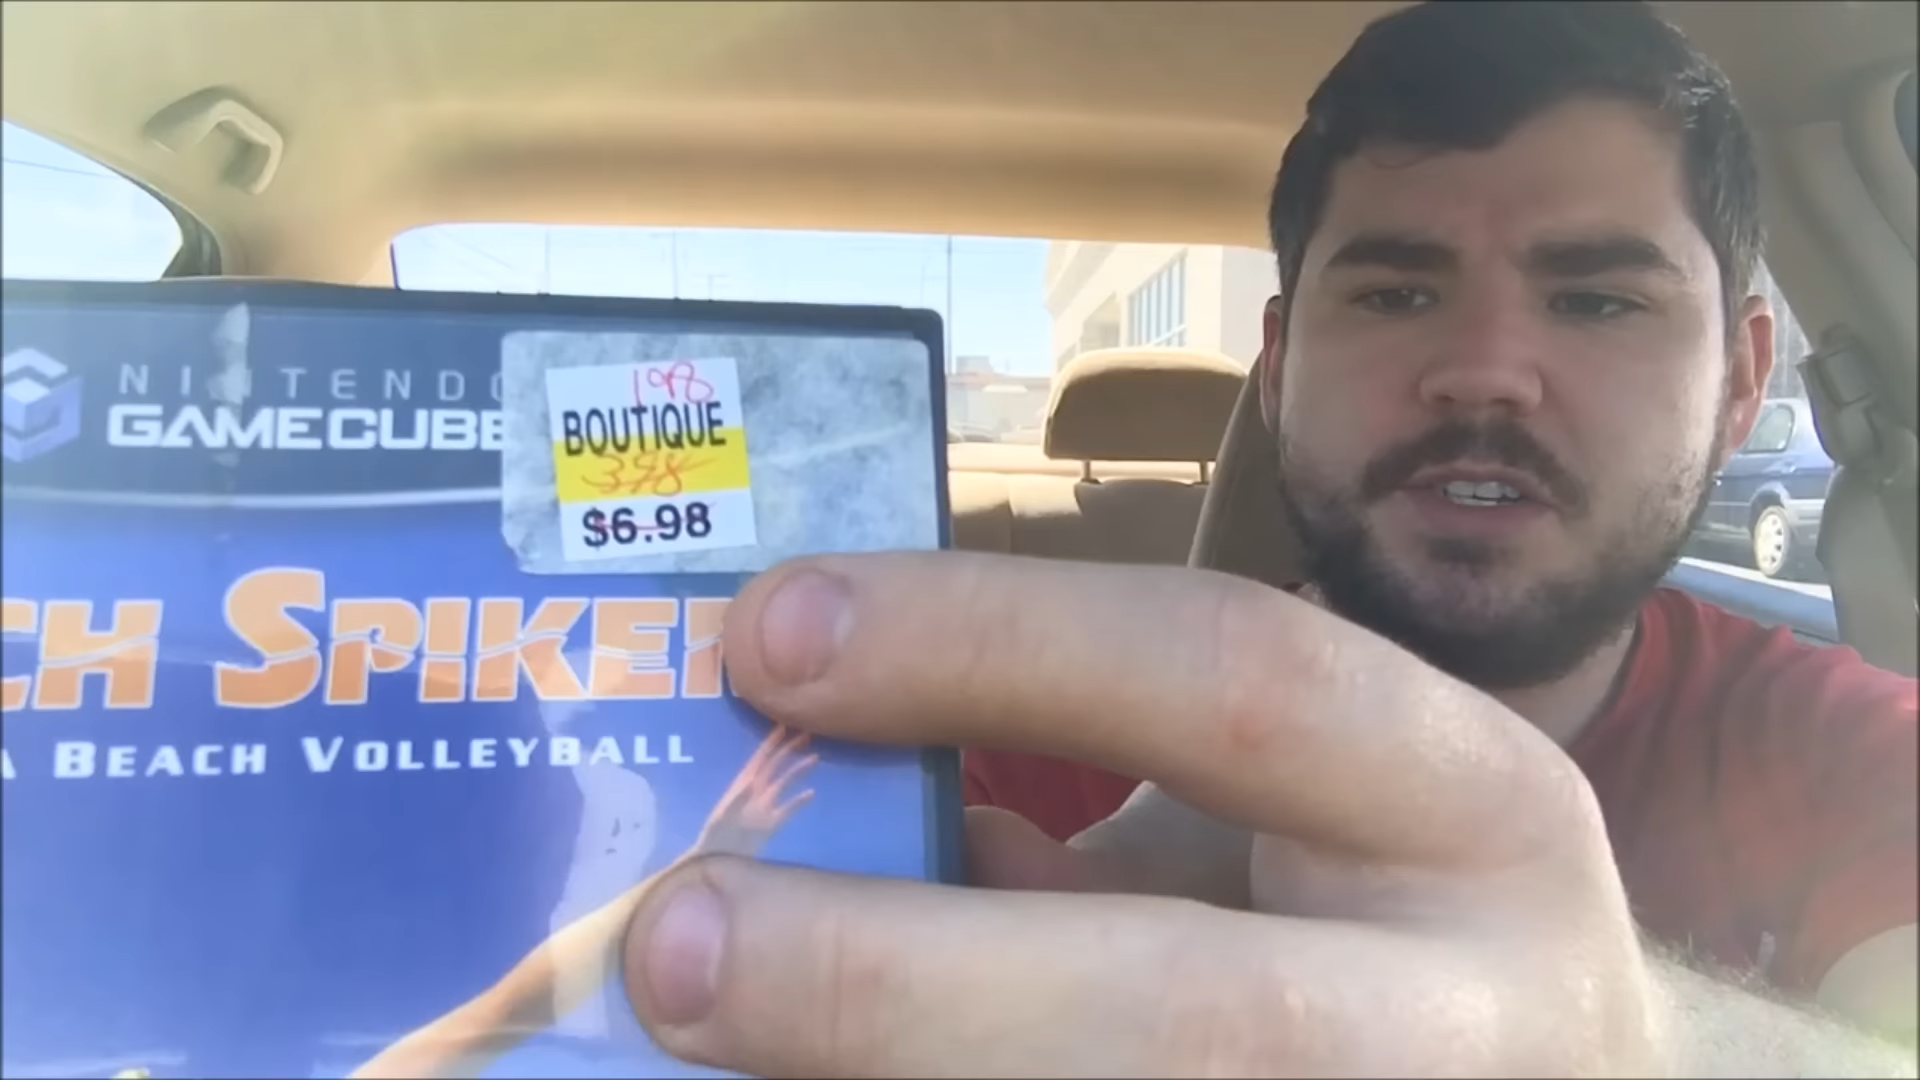 NINTENDO
GAMECUBE
198
BOUTIQUE
398
$6.98
CH SPIKER
A BEACH VOLLEYBALL